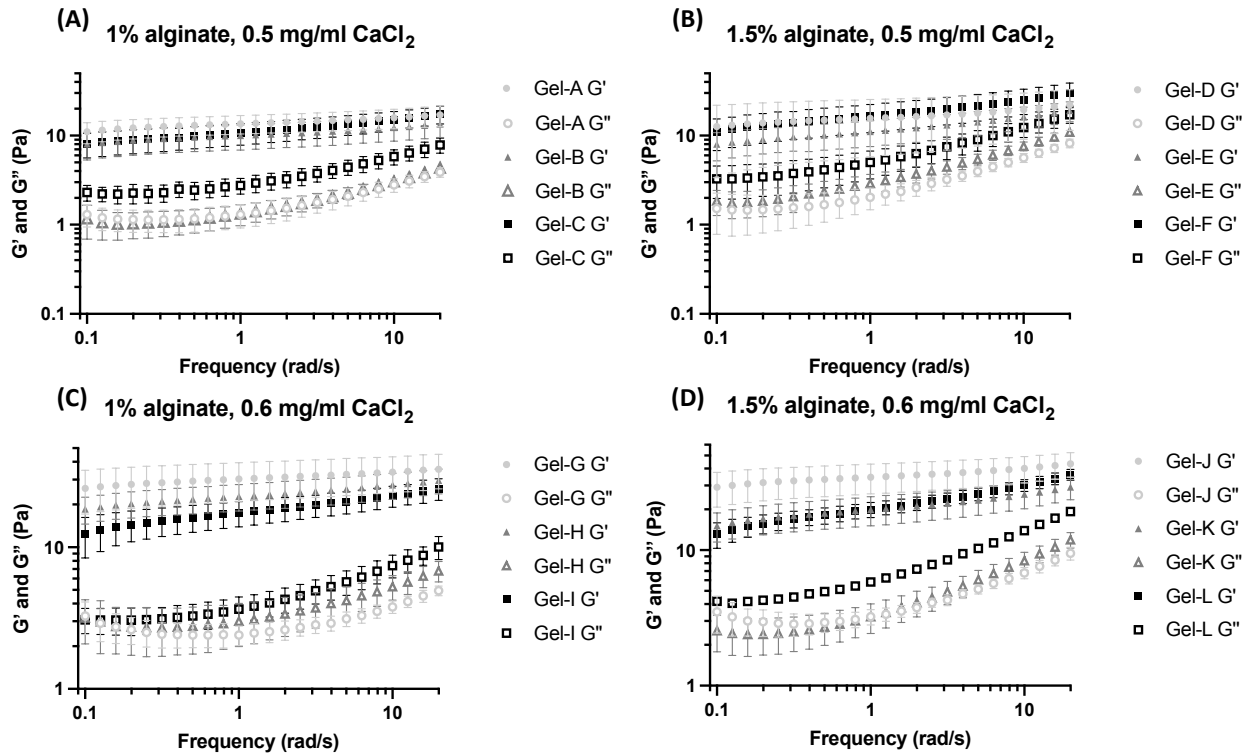 (A)
1% alginate, 0.5 mg/ml CaCl₂
G' and G" (Pa)
10
1
0.1
0.1
1
10
Frequency (rad/s)
Gel-A G'
Gel-A G"
Gel-B G'
Gel-B G"
Gel-C G'
Gel-C G"
(B)
1.5% alginate, 0.5 mg/ml CaCl₂
G' and G" (Pa)
10
1
0.1
0.1
1
10
Frequency (rad/s)
Gel-D G'
Gel-D G"
Gel-E G'
Gel-E G"
Gel-F G'
Gel-F G"
(C)
1% alginate, 0.6 mg/ml CaCl₂
G' and G" (Pa)
10
1
0.1
1
10
Frequency (rad/s)
Gel-G G'
Gel-G G"
Gel-H G'
Gel-H G"
Gel-I G'
Gel-I G"
(D)
1.5% alginate, 0.6 mg/ml CaCl₂
G' and G" (Pa)
10
1
0.1
1
10
Frequency (rad/s)
Gel-J G'
Gel-J G"
Gel-K G'
Gel-K G"
Gel-L G'
Gel-L G"